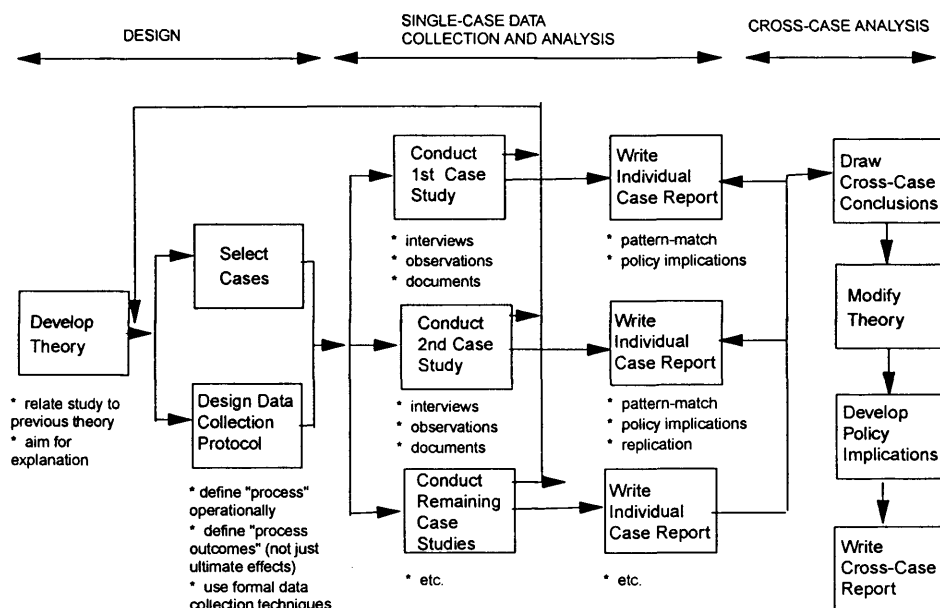 DESIGN
SINGLE-CASE DATA
COLLECTION AND ANALYSIS
CROSS-CASE ANALYSIS
Develop
Theory
* relate study to
previous theory
* aim for
explanation
Select
Cases
Design Data
Collection
Protocol
* define "process"
operationally
* define "process
outcomes" (not just
ultimate effects)
* use formal data
collection techniques
Conduct
1st Case
Study
* interviews
* observations
* documents
Conduct
2nd Case
Study
* interviews
* observations
* documents
Conduct
Remaining
Case
Studies
* etc.
Write
Individual
Case Report
* pattern-match
* policy implications
Write
Individual
Case Report
* pattern-match
* policy implications
* replication
Write
Individual
Case Report
* etc.
Draw
Cross-Case
Conclusions
Modify
Theory
Develop
Policy
Implications
Write
Cross-Case
Report